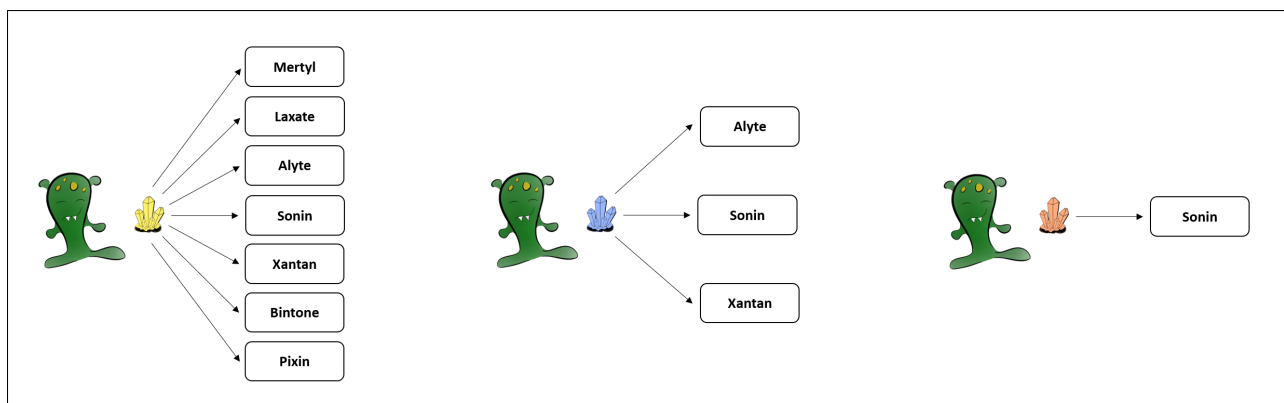 Mertyl
Laxate
Alyte
Sonin
Xantan
Bintone
Pixin
Alyte
Sonin
Xantan
Sonin